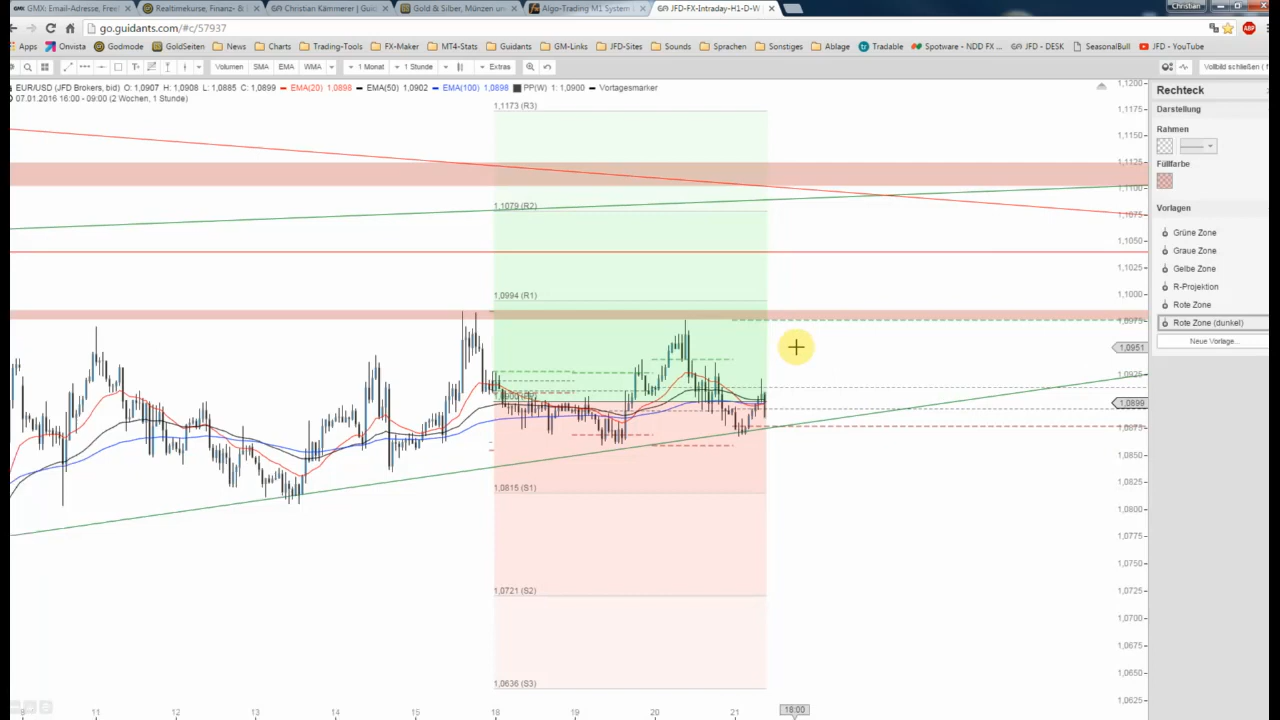 GMX: Email-Adresse, FreeM
Realtimekurse, Finanz- &
Christian Kämmerer | Guid
Gold & Silber, Münzen un
Algo-Trading M1 System
JFD-FX-Intraday-H1-D-W
Christian
go.guidants.com/#c/57937
Apps
Onvista
Godmode
GoldSeiten
News
Charts
Trading-Tools
FX-Maker
MT4-Stats
Guidants
GM-Links
JFD-Sites
Sounds
Sprachen
Sonstiges
Ablage
Tradable
Spotware - NDD FX ...
JFD - DESK
SeasonalBull
JFD - YouTube
Volumen
SMA
EMA
WMA
1 Monat
1 Stunde
Extras
Vollbild schließen (
EUR/USD (JFD Brokers, bid) O: 1,0907 H: 1,0908 L: 1,0885 C: 1,0899 EMA(20) 1,0898 EMA(50) 1,0902 EMA(100) 1,0898 PP(W) 1: 1,0900 Vortagesmarker
07.01.2016 16:00 - 09:00 (2 Wochen, 1 Stunde)
1,1173 (R3)
1,1079 (R2)
1,0994 (R1)
1,0815 (S1)
1,0721 (S2)
1,0636 (S3)
1,1200
1,1175
1,1150
1,1125
1,1100
1,1075
1,1050
1,1025
1,1000
1,0975
1,0951
1,0925
1,0899
1,0875
1,0850
1,0825
1,0800
1,0775
1,0750
1,0725
1,0700
1,0675
1,0650
1,0625
11
12
13
14
15
18
19
20
21
18:00
Rechteck
Darstellung
Rahmen
Füllfarbe
Vorlagen
Grüne Zone
Graue Zone
Gelbe Zone
R-Projektion
Rote Zone
Rote Zone (dunkel)
Neue Vorlage...